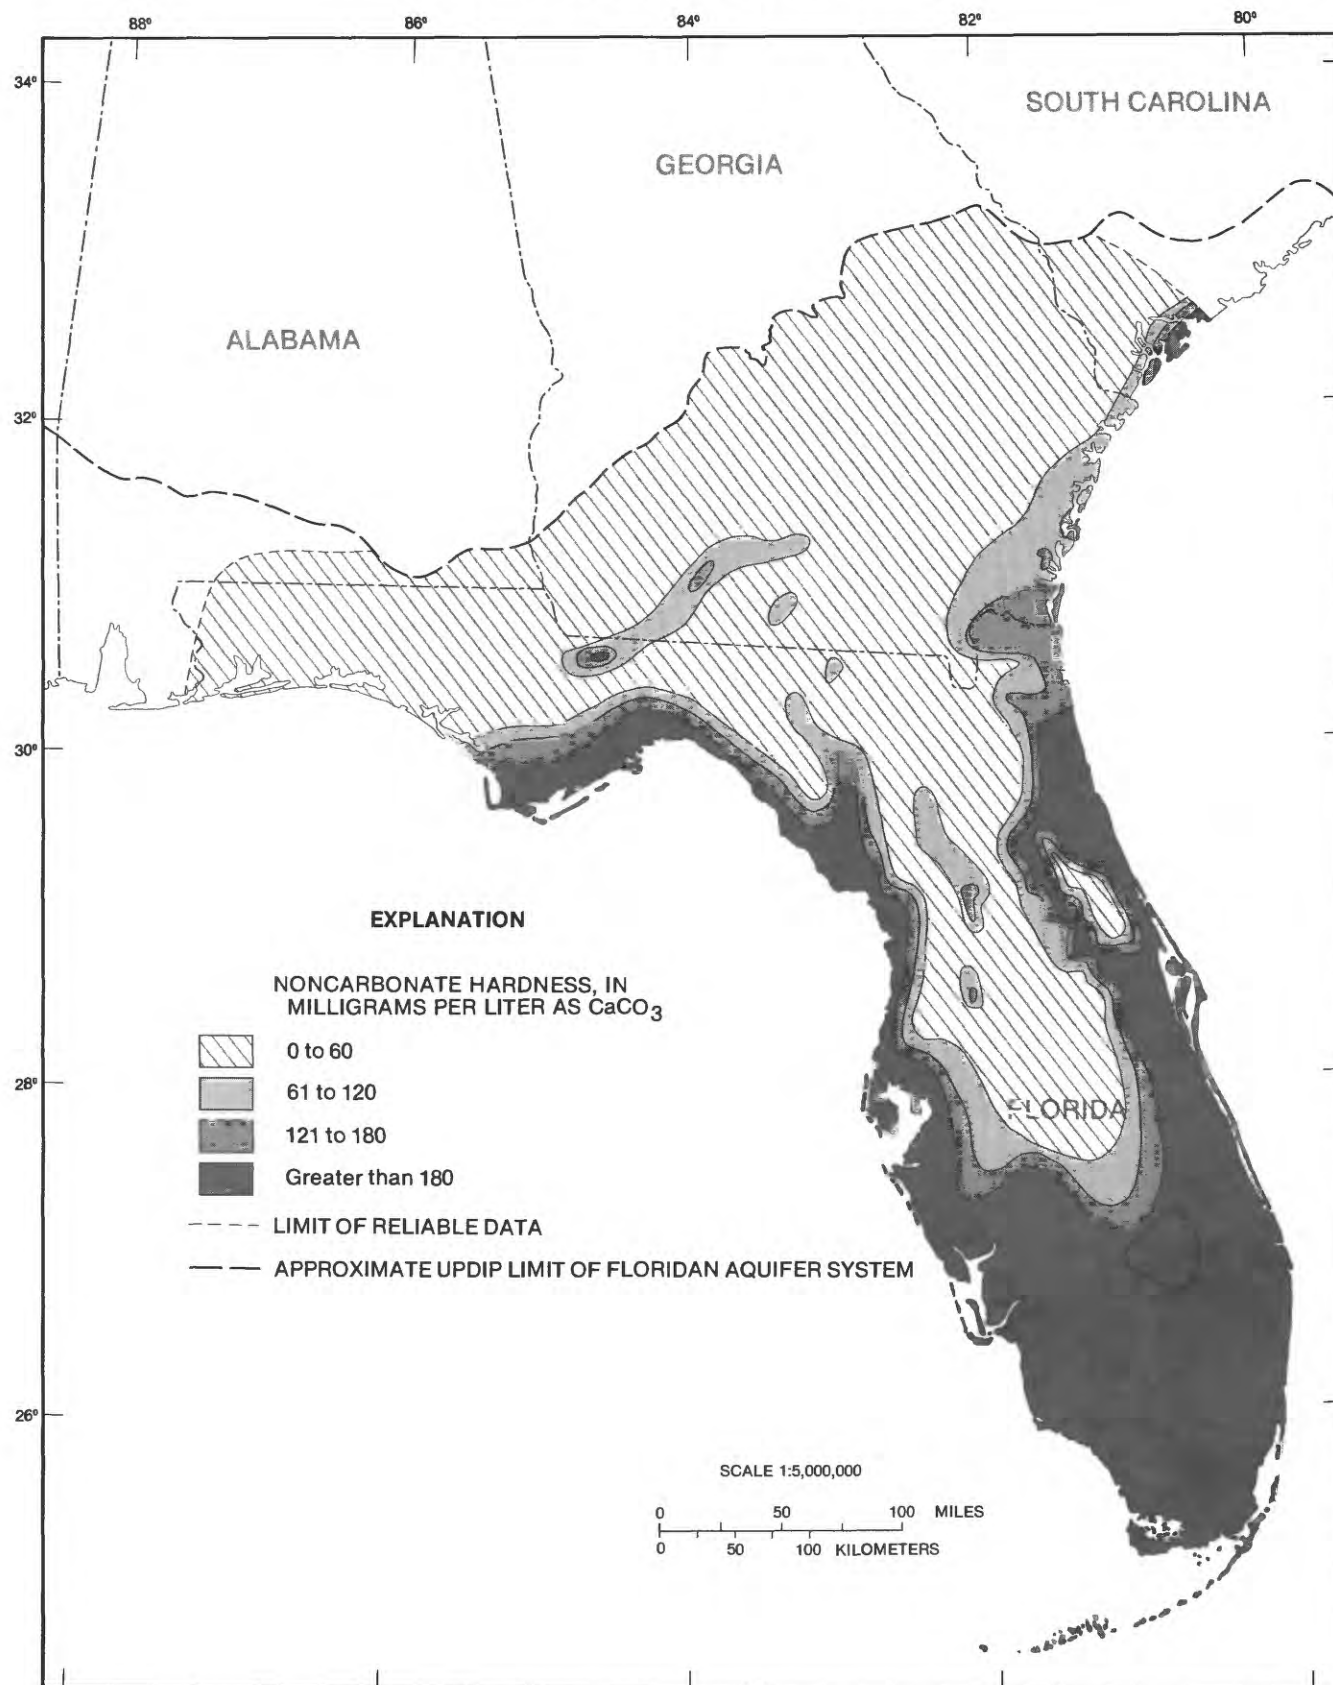 88° 86° 84° 82° 80°
34°
SOUTH CAROLINA
GEORGIA
ALABAMA
32°
30°
EXPLANATION
NONCARBONATE HARDNESS, IN
MILLIGRAMS PER LITER AS CaCO3
0 to 60
61 to 120
121 to 180
Greater than 180
LIMIT OF RELIABLE DATA
APPROXIMATE UPDIP LIMIT OF FLORIDAN AQUIFER SYSTEM
28°
FLORIDA
26°
SCALE 1:5,000,000
0 50 100 MILES
0 50 100 KILOMETERS